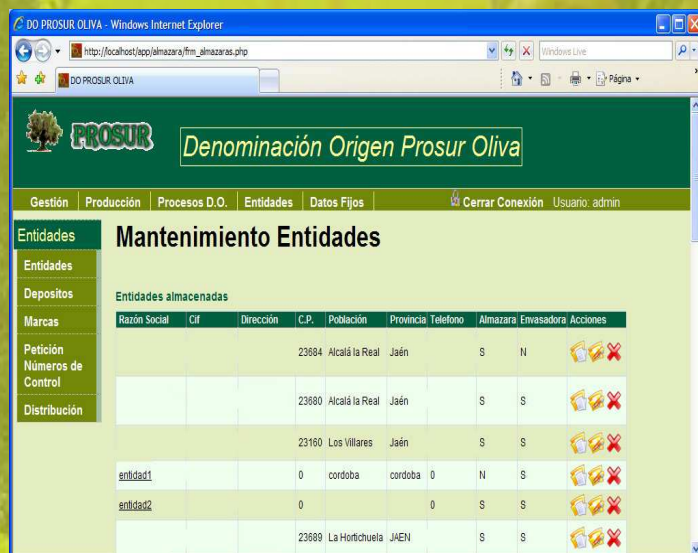 DO PROSUR OLIVA - Windows Internet Explorer
http://localhost/app/almazara/frm_almazaras.php
Windows Live
DO PROSUR OLIVA
Página
PROSUR
Denominación Origen Prosur Oliva
Gestión Producción Procesos D.O. Entidades Datos Fijos Cerrar Conexión Usuario: admin
Entidades
Entidades
Depositos
Marcas
Petición
Números de
Control
Distribución
Mantenimiento Entidades
Entidades almacenadas
Razón Social Cif Dirección C.P. Población Provincia Telefono Almazara Envasadora Acciones
23684 Alcalá la Real Jaén S N
23680 Alcalá la Real Jaén S S
23160 Los Villares Jaén S S
entidad1 0 cordoba cordoba 0 N S
entidad2 0 0 S S
23689 La Hortichuela JAEN S S